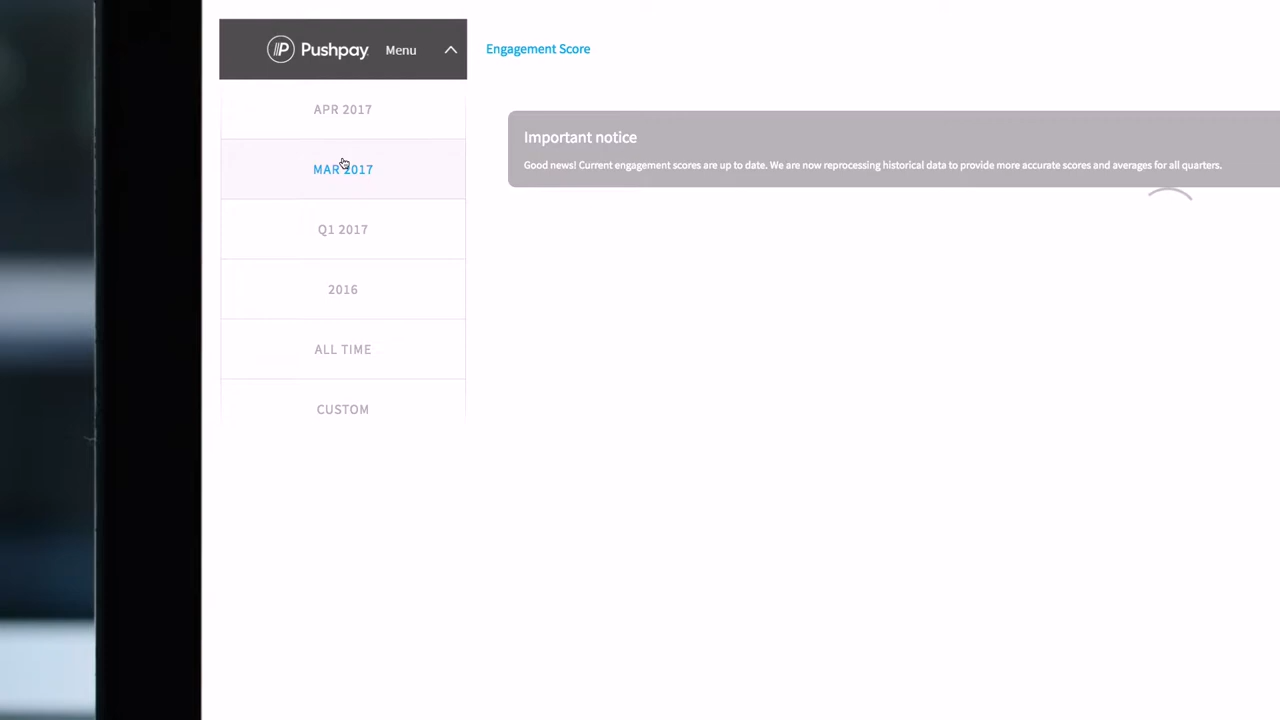 Pushpay Menu
Engagement Score
APR 2017
MAR 2017
Q1 2017
2016
ALL TIME
CUSTOM
Important notice
Good news! Current engagement scores are up to date. We are now reprocessing historical data to provide more accurate scores and averages for all quarters.